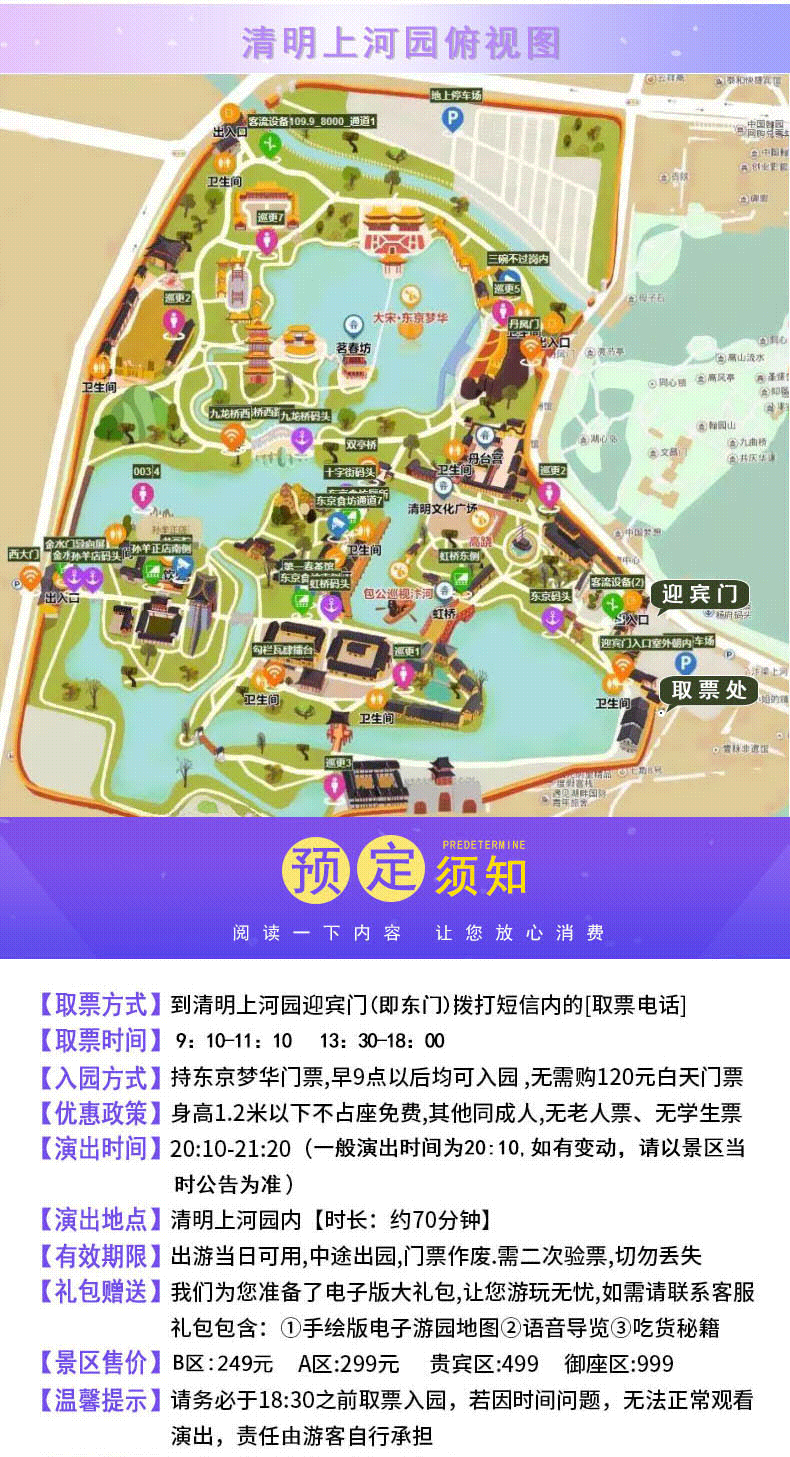 清明上河园俯视图
地上停车场
泰和快捷宾馆
出入口
客流设备109.9_8000_通道1
卫生间
巡更7
三碗不过岗内
巡更5
巡更2
大宋·东京梦华
丹凤门
出入口
茗春坊
卫生间
九龙桥西
九龙桥码头
双亭桥
丹台宫
卫生间
0034
十字街码头
巡更2
东京食坊通道7
清明文化广场
高跷
卫生间
西大门
孙羊店码头
孙羊正店南侧
第一春茶馆
虹桥东侧
虹桥码头
包公巡视汴河
虹桥
出入口
东京码头
客流设备(2)
迎宾门
勾栏瓦肆擂台
巡更1
迎宾门入口室外朝内
取票处
卫生间
卫生间
卫生间
巡更3
预定须知
PREDETERMINE
阅读一下内容 让您放心消费
【取票方式】到清明上河园迎宾门(即东门)拨打短信内的[取票电话]
【取票时间】9：10-11：10 13：30-18：00
【入园方式】持东京梦华门票,早9点以后均可入园 ,无需购120元白天门票
【优惠政策】身高1.2米以下不占座免费,其他同成人,无老人票、无学生票
【演出时间】20:10-21:20（一般演出时间为20:10,如有变动，请以景区当
时公告为准）
【演出地点】清明上河园内【时长：约70分钟】
【有效期限】出游当日可用,中途出园,门票作废.需二次验票,切勿丢失
【礼包赠送】我们为您准备了电子版大礼包,让您游玩无忧,如需请联系客服
礼包包含：①手绘版电子游园地图②语音导览③吃货秘籍
【景区售价】B区:249元 A区:299元 贵宾区:499 御座区:999
【温馨提示】请务必于18:30之前取票入园，若因时间问题，无法正常观看
演出，责任由游客自行承担